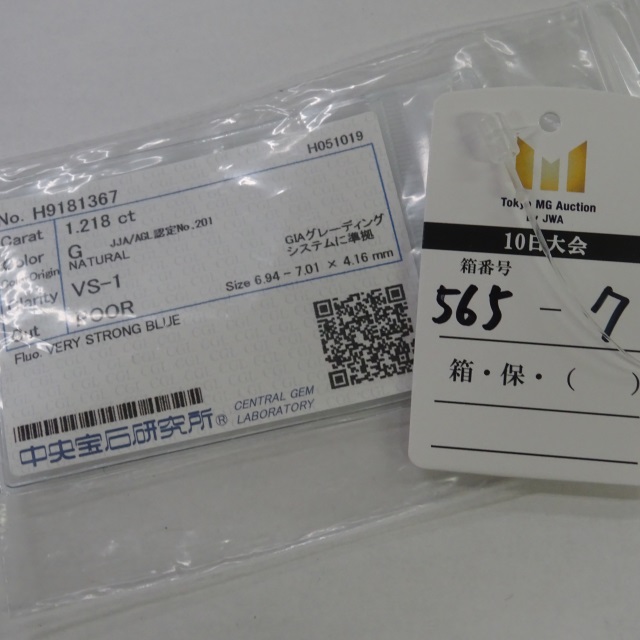 H051019
No. H9181367
Carat 1.218 ct
Color G JJA/AGL認定No.201
Origin NATURAL
GIAグレーディング
システムに準拠
VS-1
Size 6.94 - 7.01 × 4.16 mm
Cut POOR
Fluo. VERY STRONG BLUE
中央宝石研究所® CENTRAL GEM
LABORATORY
Tokyo MG Auction
JWA
10日大会
箱番号
565-7
箱・保・( )